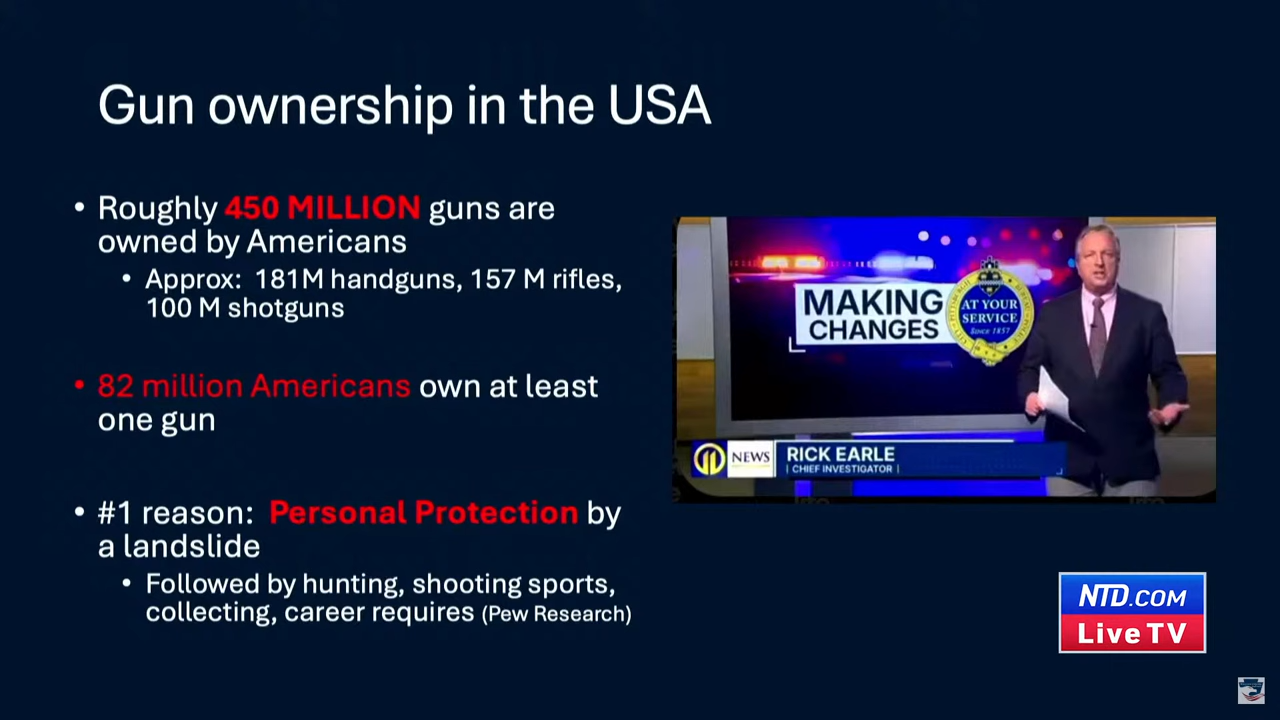 Gun ownership in the USA
• Roughly 450 MILLION guns are
owned by Americans
• Approx: 181M handguns, 157 M rifles,
100 M shotguns
• 82 million Americans own at least
one gun
• #1 reason: Personal Protection by
a landslide
• Followed by hunting, shooting sports,
collecting, career requires (Pew Research)
MAKING
CHANGES
AT YOUR
SERVICE
Since 1857
11 NEWS
RICK EARLE
| CHIEF INVESTIGATOR |
NTD.COM
Live TV